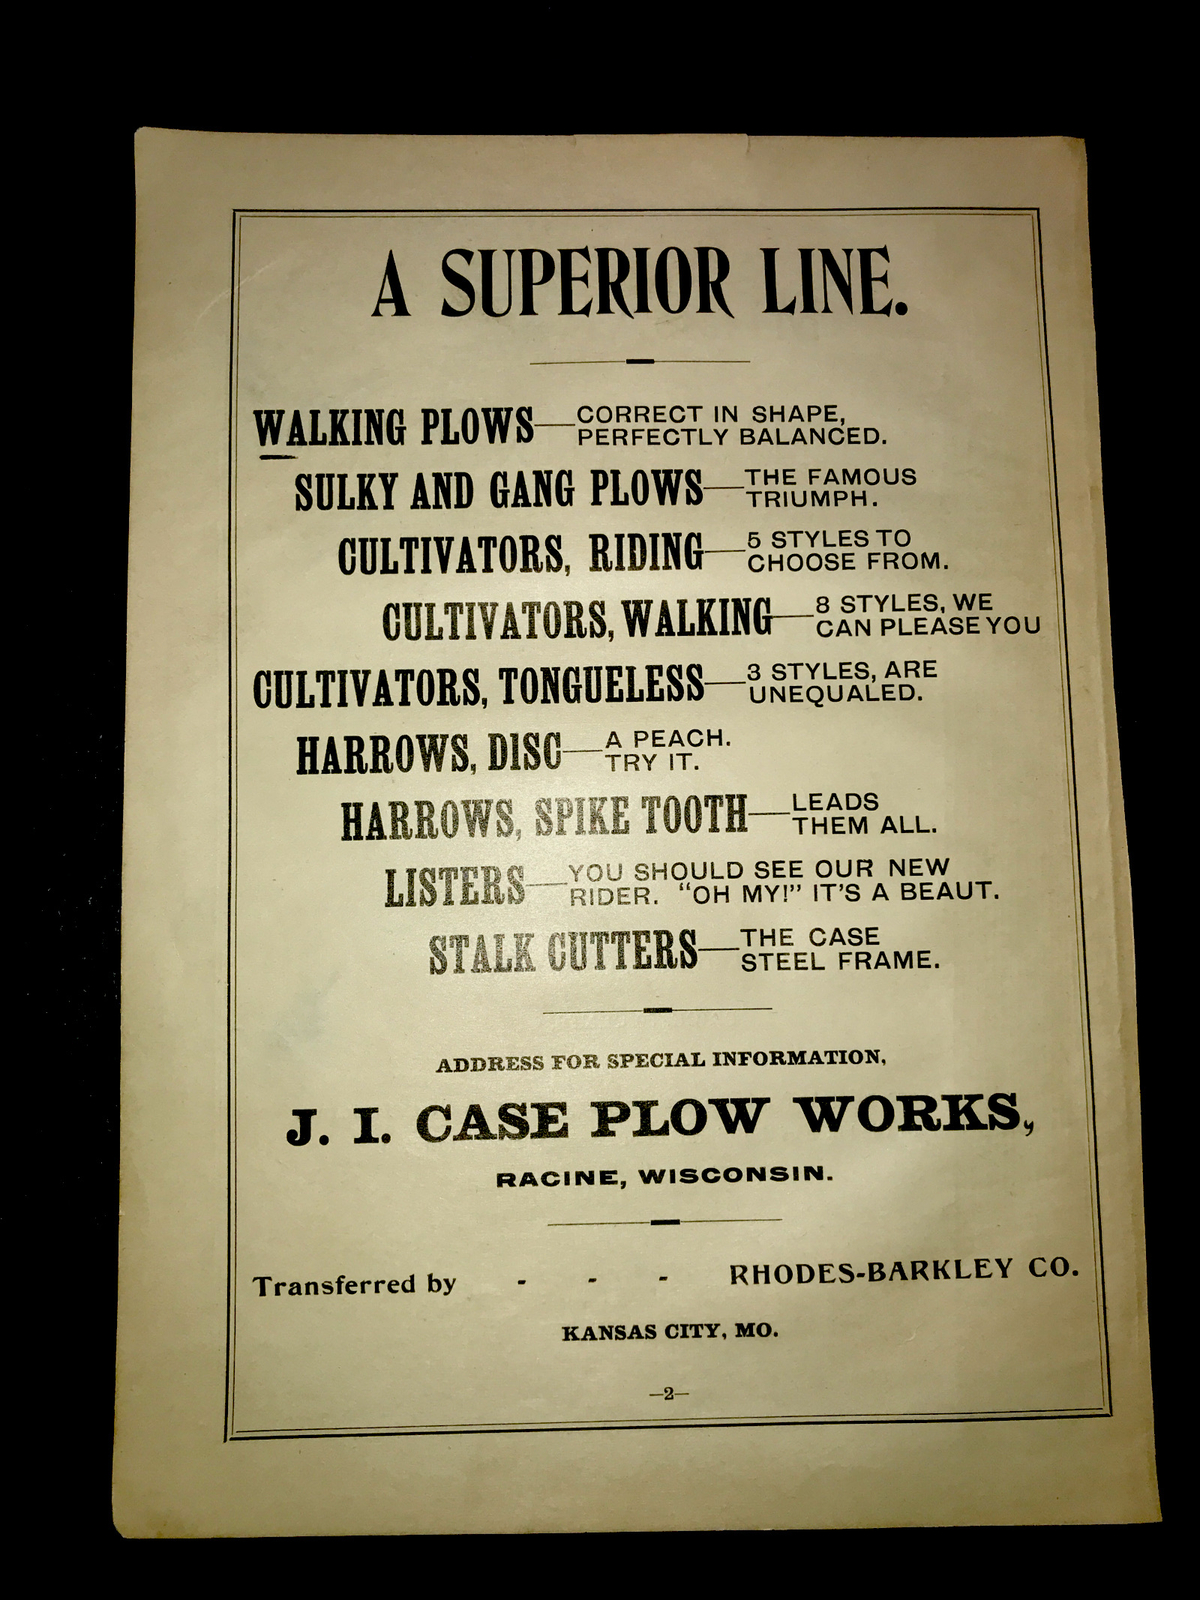 A SUPERIOR LINE.
WALKING PLOWS—CORRECT IN SHAPE,
PERFECTLY BALANCED.
SULKY AND GANG PLOWS—THE FAMOUS
TRIUMPH.
CULTIVATORS, RIDING—5 STYLES TO
CHOOSE FROM.
CULTIVATORS, WALKING—8 STYLES, WE
CAN PLEASE YOU
CULTIVATORS, TONGUELESS—3 STYLES, ARE
UNEQUALED.
HARROWS, DISC—A PEACH.
TRY IT.
HARROWS, SPIKE TOOTH—LEADS
THEM ALL.
LISTERS—YOU SHOULD SEE OUR NEW
RIDER. "OH MY!" IT'S A BEAUT.
STALK CUTTERS—THE CASE
STEEL FRAME.
ADDRESS FOR SPECIAL INFORMATION,
J. I. CASE PLOW WORKS,
RACINE, WISCONSIN.
Transferred by - - - RHODES-BARKLEY CO.
KANSAS CITY, MO.
—2—